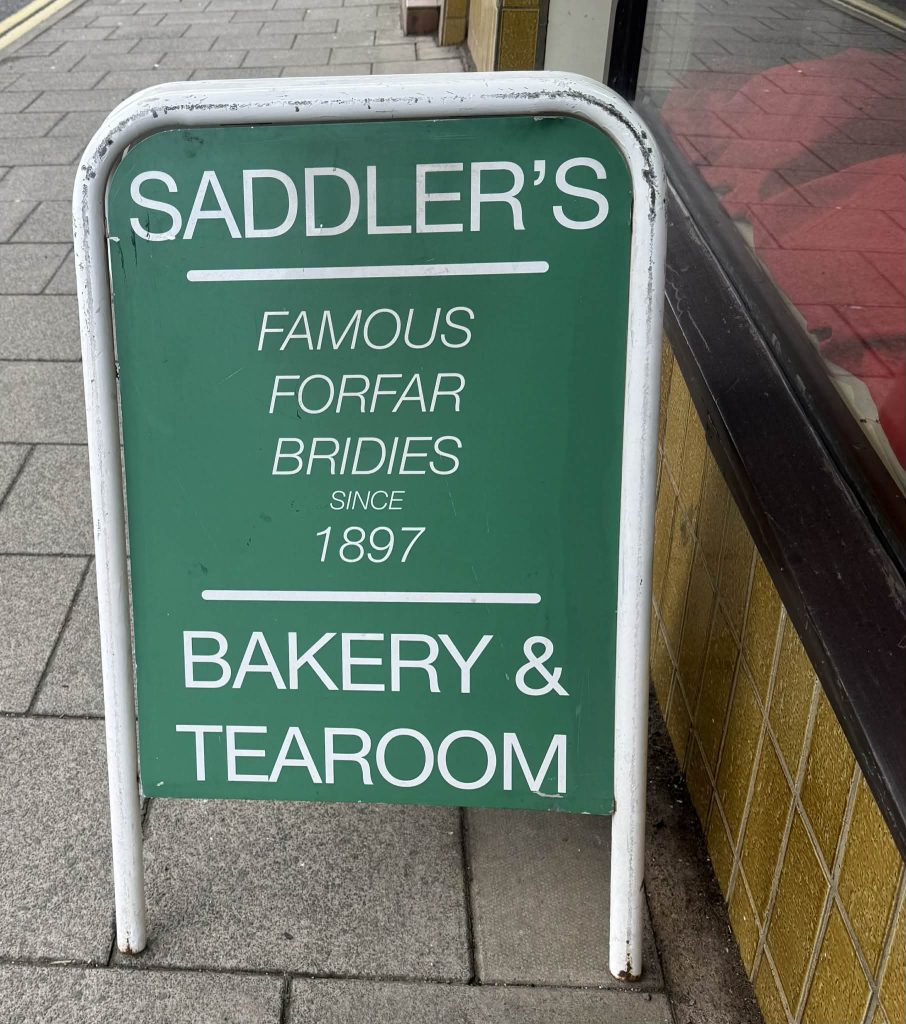 SADDLER'S
FAMOUS
FORFAR
BRIDIES
SINCE
1897
BAKERY &
TEAROOM